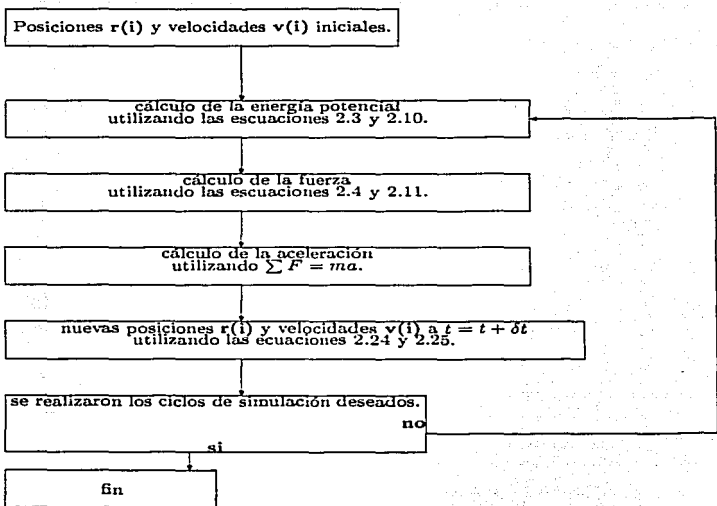 Posiciones r(i) y velocidades v(i) iniciales.
cálculo de la energía potencial
utilizando las escuaciones 2.3 y 2.10.
cálculo de la fuerza
utilizando las escuaciones 2.4 y 2.11.
cálculo de la aceleración
utilizando ∑ F = ma.
nuevas posiciones r(i) y velocidades v(i) a t = t + δt
utilizando las ecuaciones 2.24 y 2.25.
se realizaron los ciclos de simulación deseados.
no
si
fin